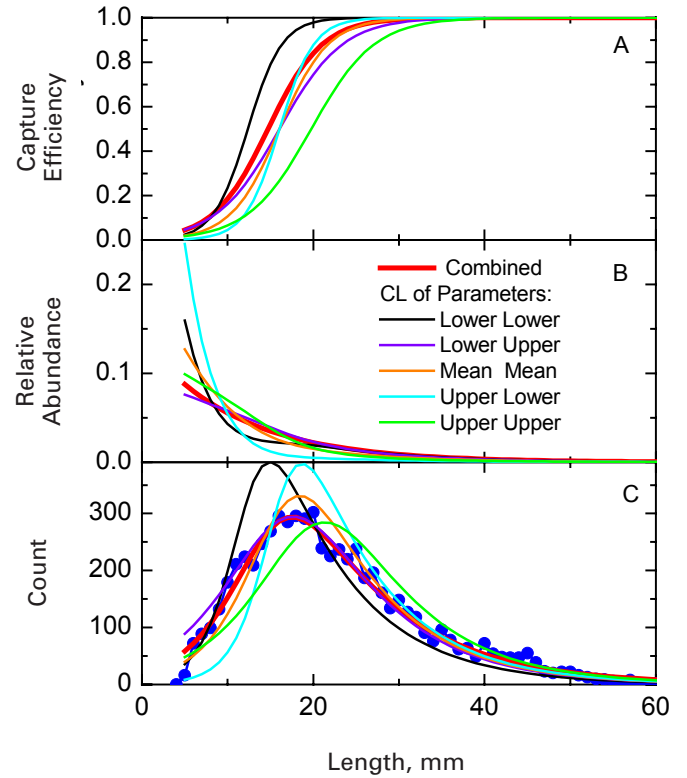 1.0
0.8
0.6
0.4
0.2
0.0
Capture
Efficiency
A
0.2
0.1
0.0
Relative
Abundance
B
Combined
CL of Parameters:
Lower Lower
Lower Upper
Mean Mean
Upper Lower
Upper Upper
300
200
100
0
Count
C
0 20 40 60
Length, mm